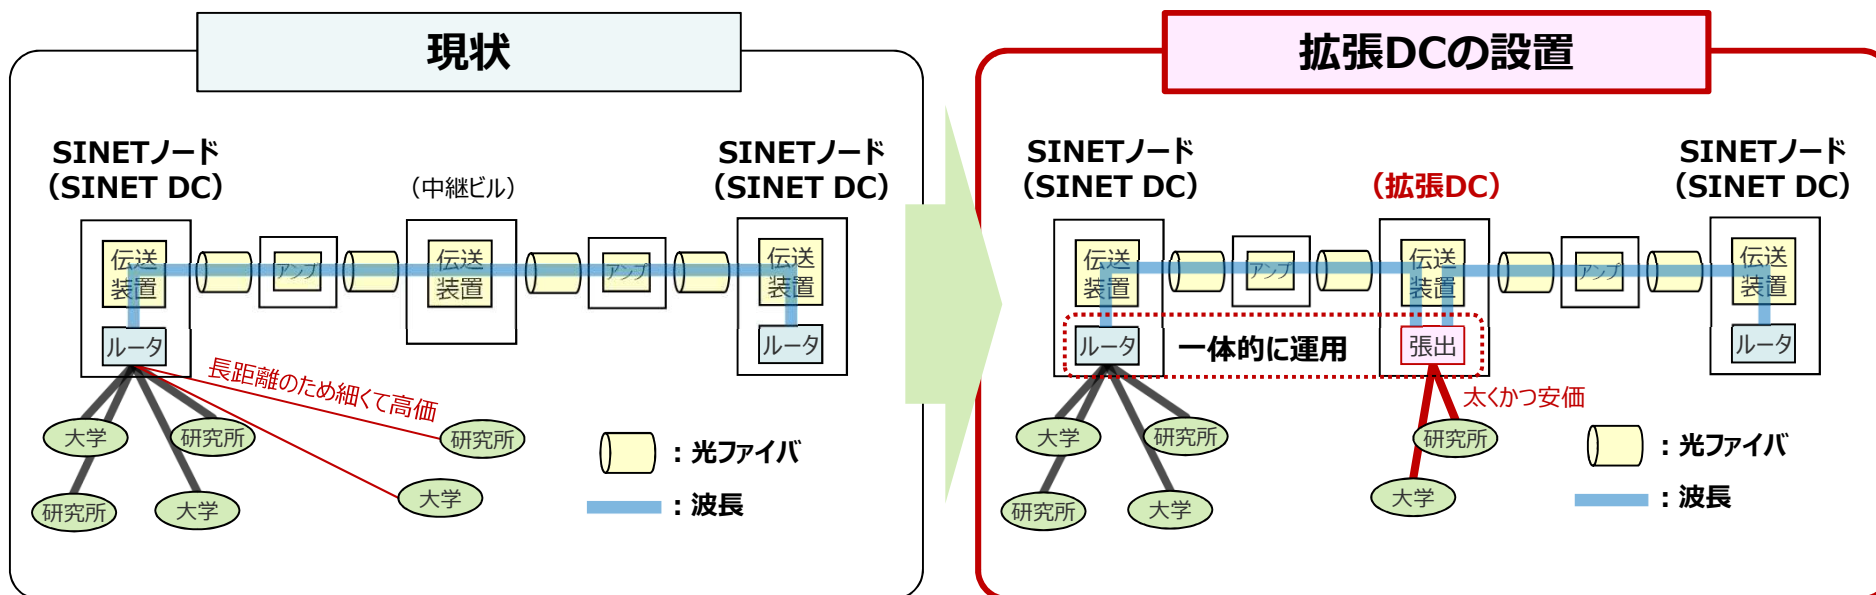 現状
SINETノード
（SINET DC）
（中継ビル）
SINETノード
（SINET DC）
伝送
装置
アンプ
伝送
装置
アンプ
伝送
装置
ルータ
ルータ
長距離のため細くて高価
大学
研究所
研究所
研究所
大学
大学
：光ファイバ
：波長
拡張DCの設置
SINETノード
（SINET DC）
（拡張DC）
SINETノード
（SINET DC）
伝送
装置
アンプ
伝送
装置
アンプ
伝送
装置
ルータ
一体的に運用
張出
ルータ
太くかつ安価
大学
研究所
研究所
研究所
大学
大学
：光ファイバ
：波長